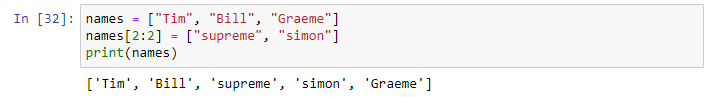 In [32]: names = ["Tim", "Bill", "Graeme"]
names[2:2] = ["supreme", "simon"]
print(names)
['Tim', 'Bill', 'supreme', 'simon', 'Graeme']